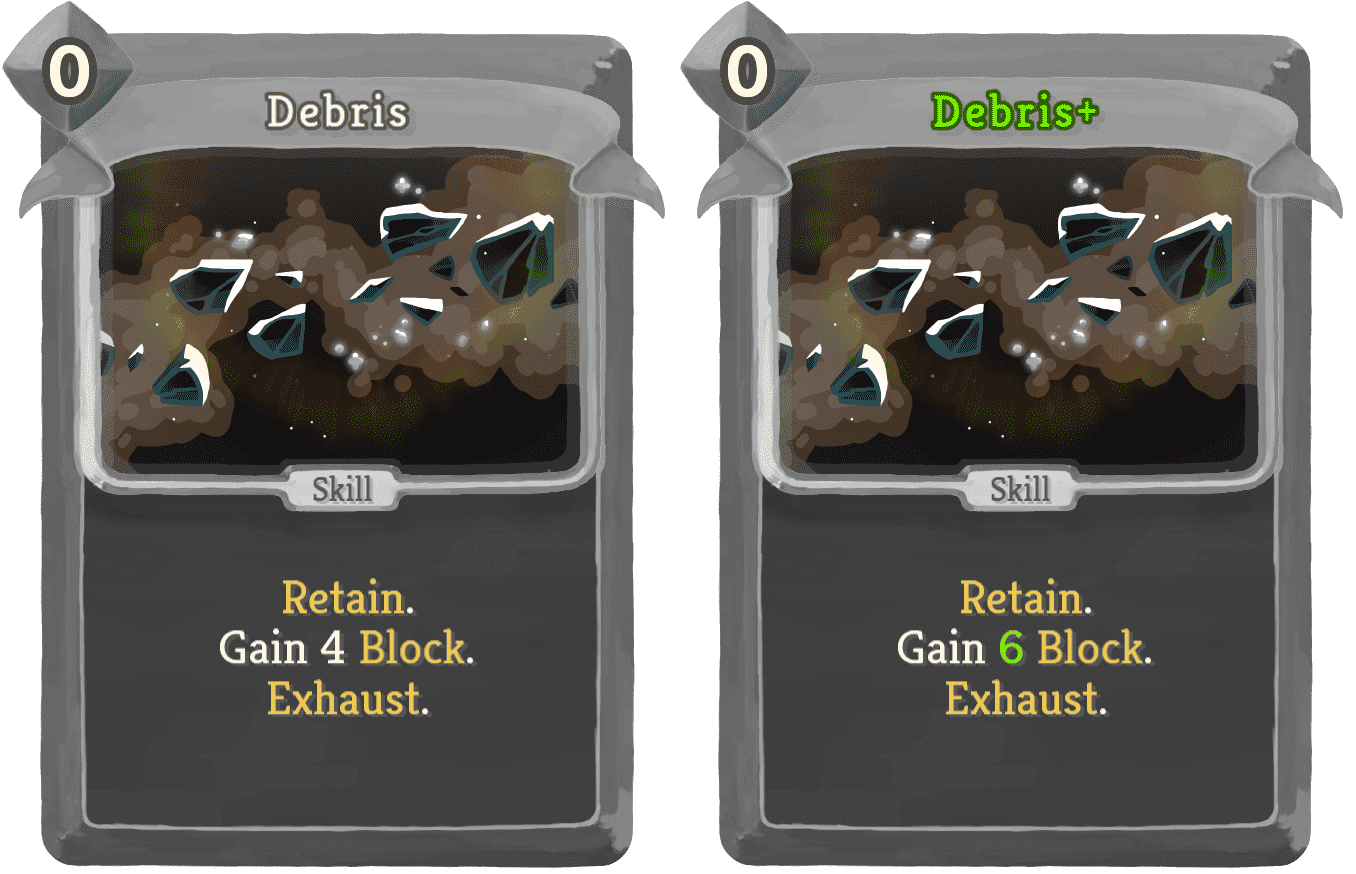 0
Debris
Skill
Retain.
Gain 4 Block.
Exhaust.
0
Debris+
Skill
Retain.
Gain 6 Block.
Exhaust.